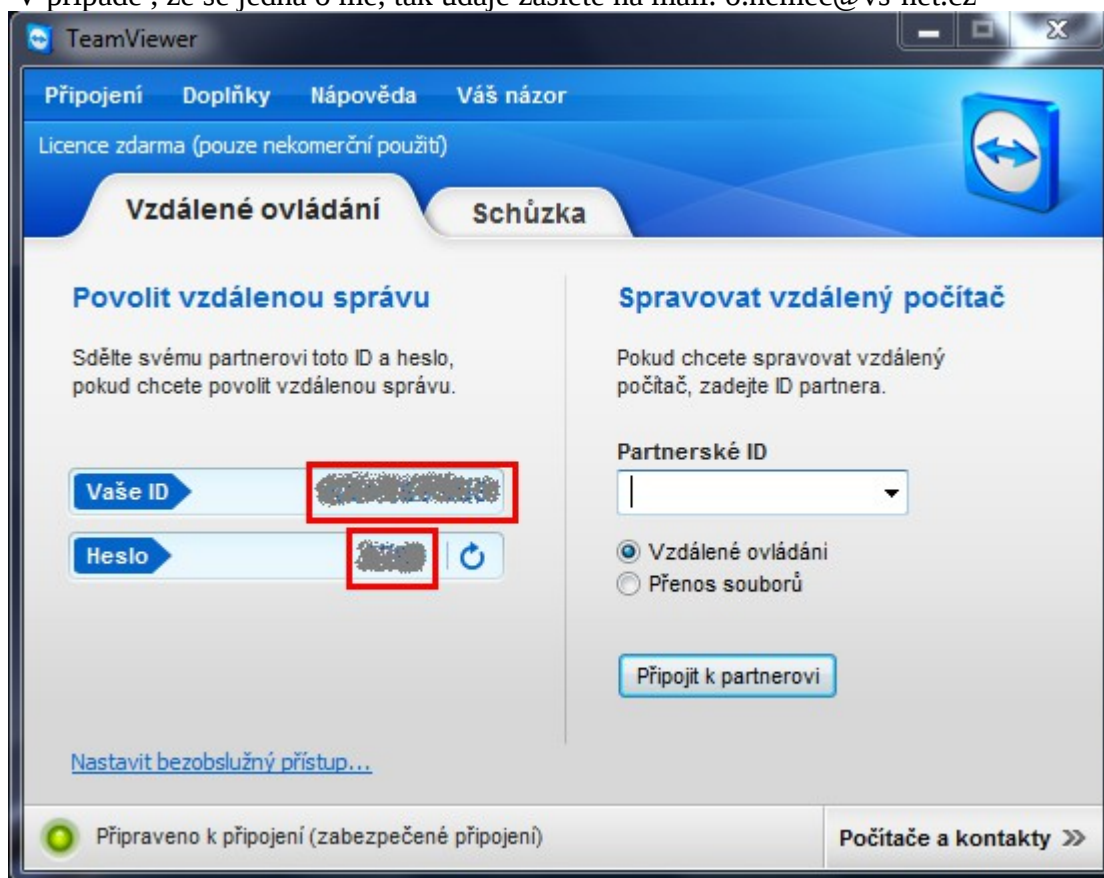 V případě , že se jedná o mě, tak údaje zašlete na mail: o.nemec@vs-net.cz
TeamViewer
Připojení Doplňky Nápověda Váš názor
Licence zdarma (pouze nekomerční použití)
Vzdálené ovládání Schůzka
Povolit vzdálenou správu
Sdělte svému partnerovi toto ID a heslo,
pokud chcete povolit vzdálenou správu.
Vaše ID
Heslo
Nastavit bezobslužný přístup...
Spravovat vzdálený počítač
Pokud chcete spravovat vzdálený
počítač, zadejte ID partnera.
Partnerské ID
Vzdálené ovládáni
Přenos souborů
Připojit k partnerovi
Připraveno k připojení (zabezpečené připojení)
Počítače a kontakty >>